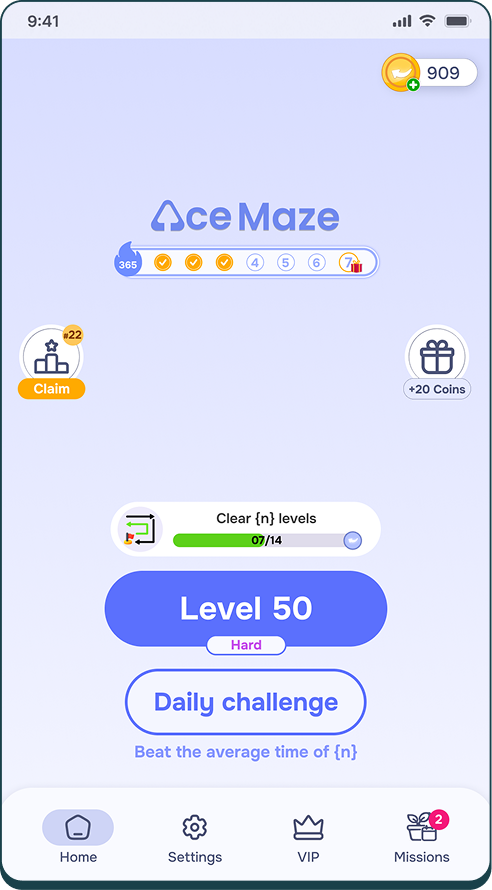 9:41
909
Ace Maze
365 4 5 6 7
#22
Claim
+20 Coins
Clear {n} levels
07/14
Level 50
Hard
Daily challenge
Beat the average time of {n}
2
Home Settings VIP Missions